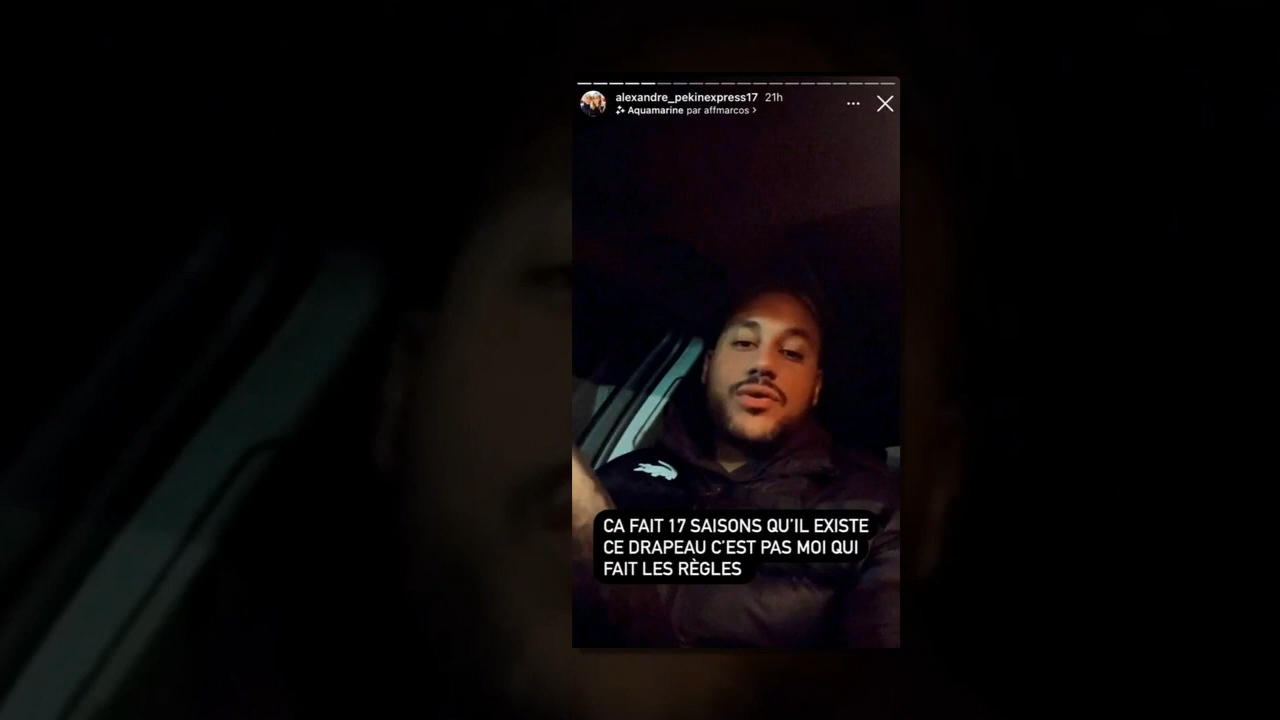 alexandre_pekinexpress17 21h
Aquamarine par affmarcos >
CA FAIT 17 SAISONS QU'IL EXISTE
CE DRAPEAU C'EST PAS MOI QUI
FAIT LES RÈGLES